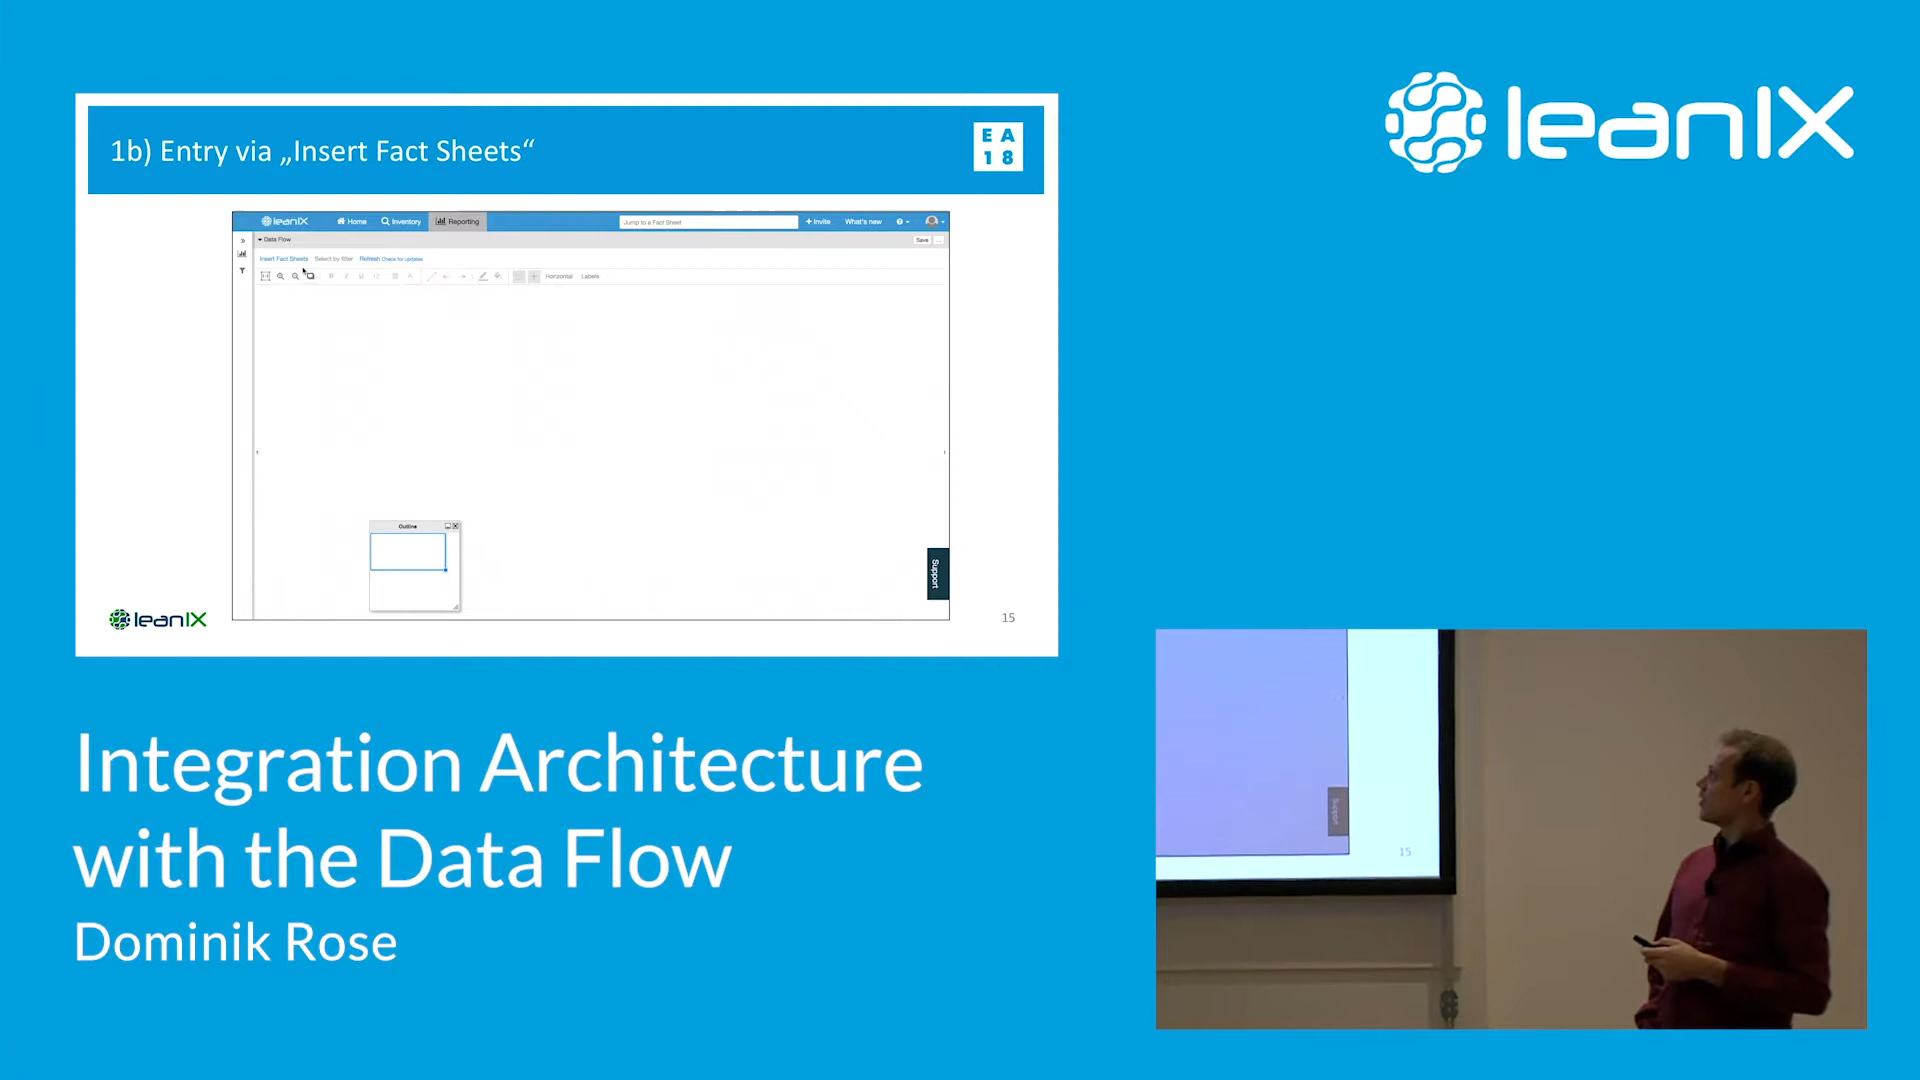 leanIX
1b) Entry via „Insert Fact Sheets“
E A
1 8
leanIX Home Inventory Reporting Jump to a Fact Sheet + Invite What's new
Data Flow Save ...
Insert Fact Sheets Select by filter Refresh Check for updates
B I U A Horizontal Labels
Outline
Support
leanIX
15
Integration Architecture
with the Data Flow
Dominik Rose
Support
15